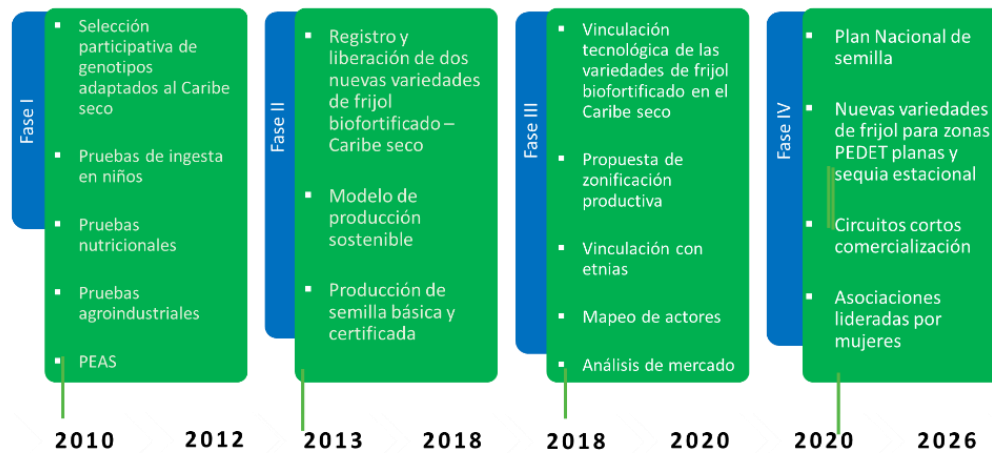 Fase I
Selección
participativa de
genotipos
adaptados al Caribe
seco
Pruebas de ingesta
en niños
Pruebas
nutricionales
Pruebas
agroindustriales
PEAS
Fase II
Registro y
liberación de dos
nuevas variedades
de frijol
biofortificado –
Caribe seco
Modelo de
producción
sostenible
Producción de
semilla básica y
certificada
Fase III
Vinculación
tecnológica de las
variedades de frijol
biofortificado en el
Caribe seco
Propuesta de
zonificación
productiva
Vinculación con
etnias
Mapeo de actores
Análisis de mercado
Fase IV
Plan Nacional de
semilla
Nuevas variedades
de frijol para zonas
PEDET planas y
sequia estacional
Circuitos cortos
comercialización
Asociaciones
lideradas por
mujeres
2010 2012 2013 2018 2018 2020 2020 2026